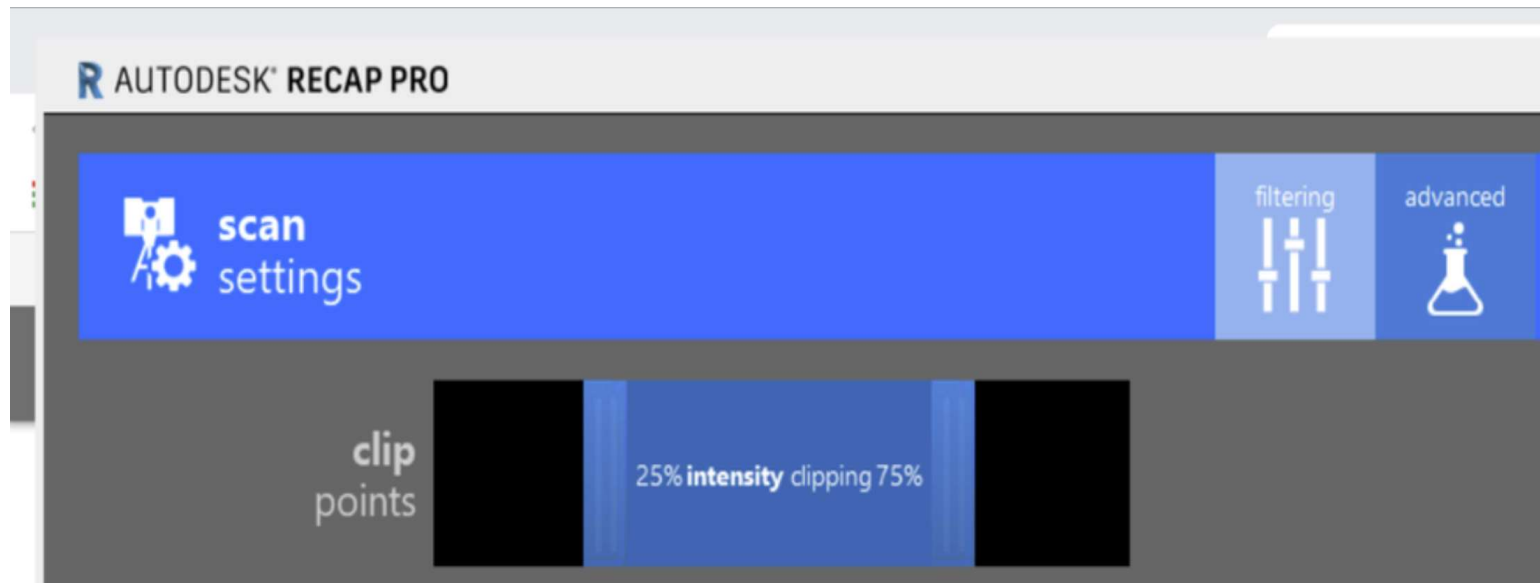 AUTODESK® RECAP PRO
scan
settings
filtering
advanced
clip
points
25% intensity clipping 75%